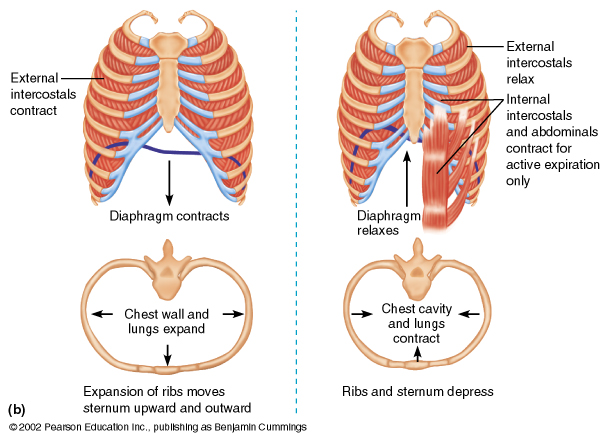 External
intercostals
contract
Diaphragm contracts
Chest wall and
lungs expand
Expansion of ribs moves
sternum upward and outward
External
intercostals
relax
Internal
intercostals
and abdominals
contract for
active expiration
only
Diaphragm
relaxes
Chest cavity
and lungs
contract
Ribs and sternum depress
(b)
© 2002 Pearson Education Inc., publishing as Benjamin Cummings